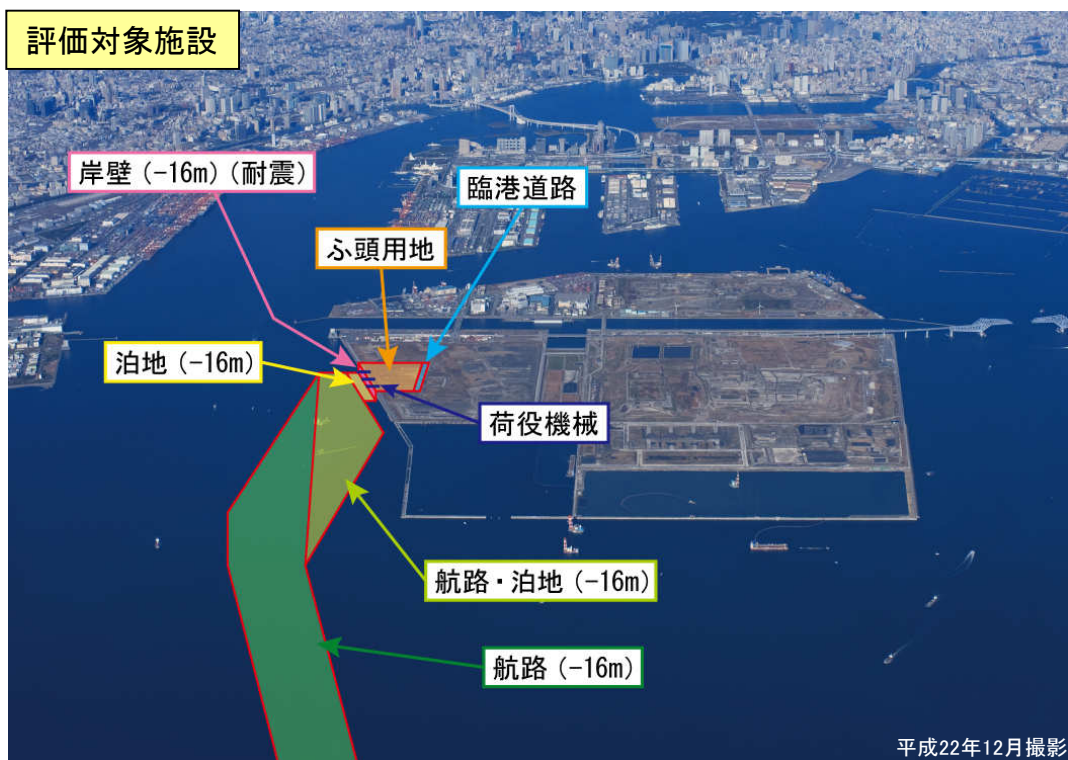 評価対象施設
岸壁（-16m）（耐震）
臨港道路
ふ頭用地
泊地（-16m）
荷役機械
航路・泊地（-16m）
航路（-16m）
平成22年12月撮影